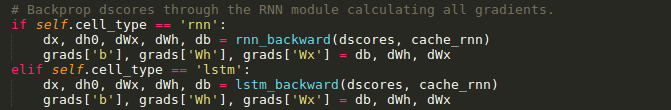 # Backprop dscores through the RNN module calculating all gradients.
if self.cell_type == 'rnn':
    dx, dh0, dWx, dWh, db = rnn_backward(dscores, cache_rnn)
    grads['b'], grads['Wh'], grads['Wx'] = db, dWh, dWx
elif self.cell_type == 'lstm':
    dx, dh0, dWx, dWh, db = lstm_backward(dscores, cache_rnn)
    grads['b'], grads['Wh'], grads['Wx'] = db, dWh, dWx